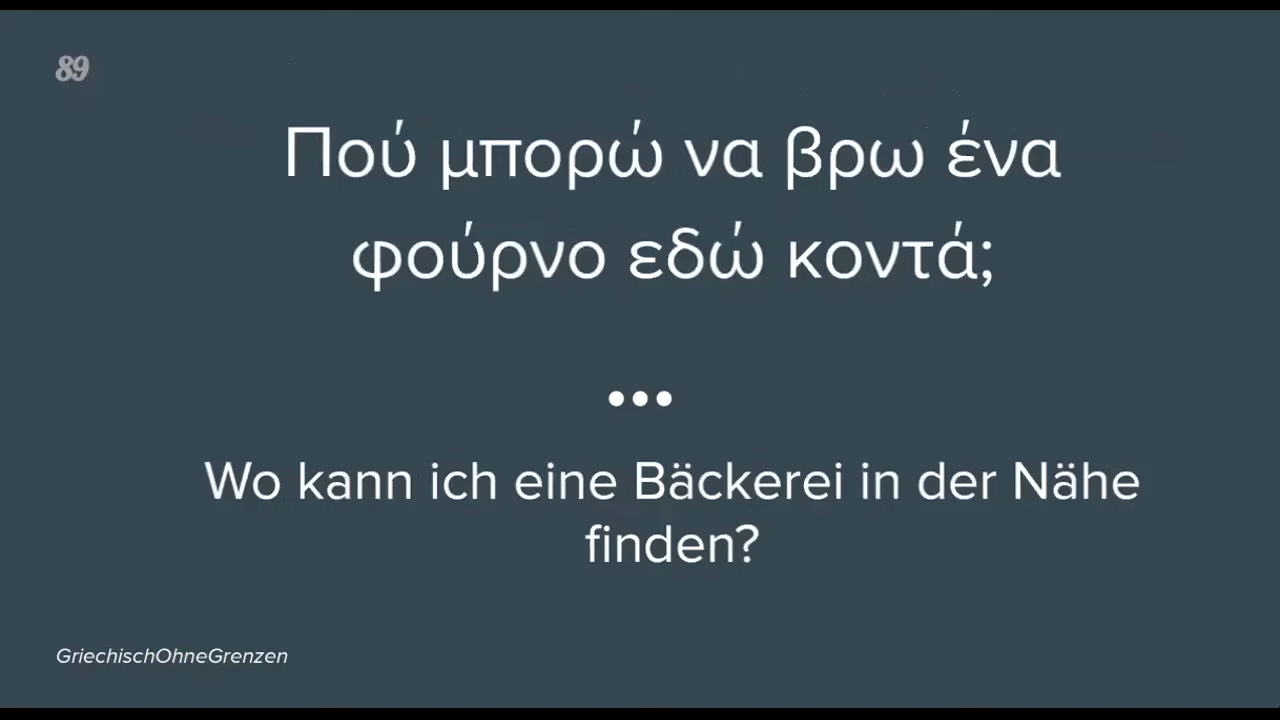 89
Πού μπορώ να βρω ένα
φούρνο εδώ κοντά;
Wo kann ich eine Bäckerei in der Nähe
finden?
GriechischOhneGrenzen